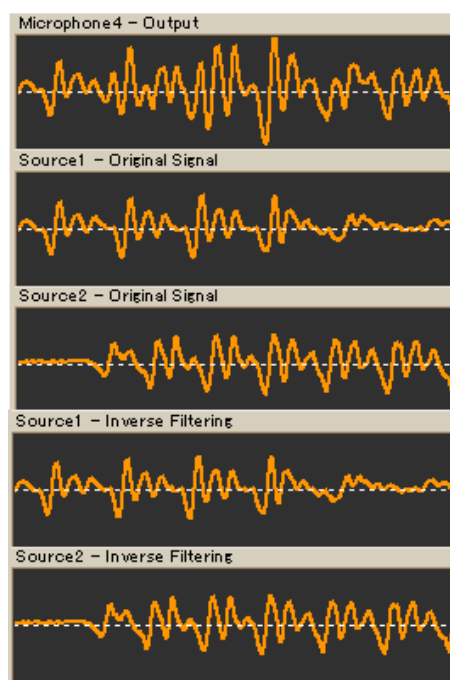 Microphone4 - Output
Source1 - Original Signal
Source2 - Original Signal
Source1 - Inverse Filtering
Source2 - Inverse Filtering